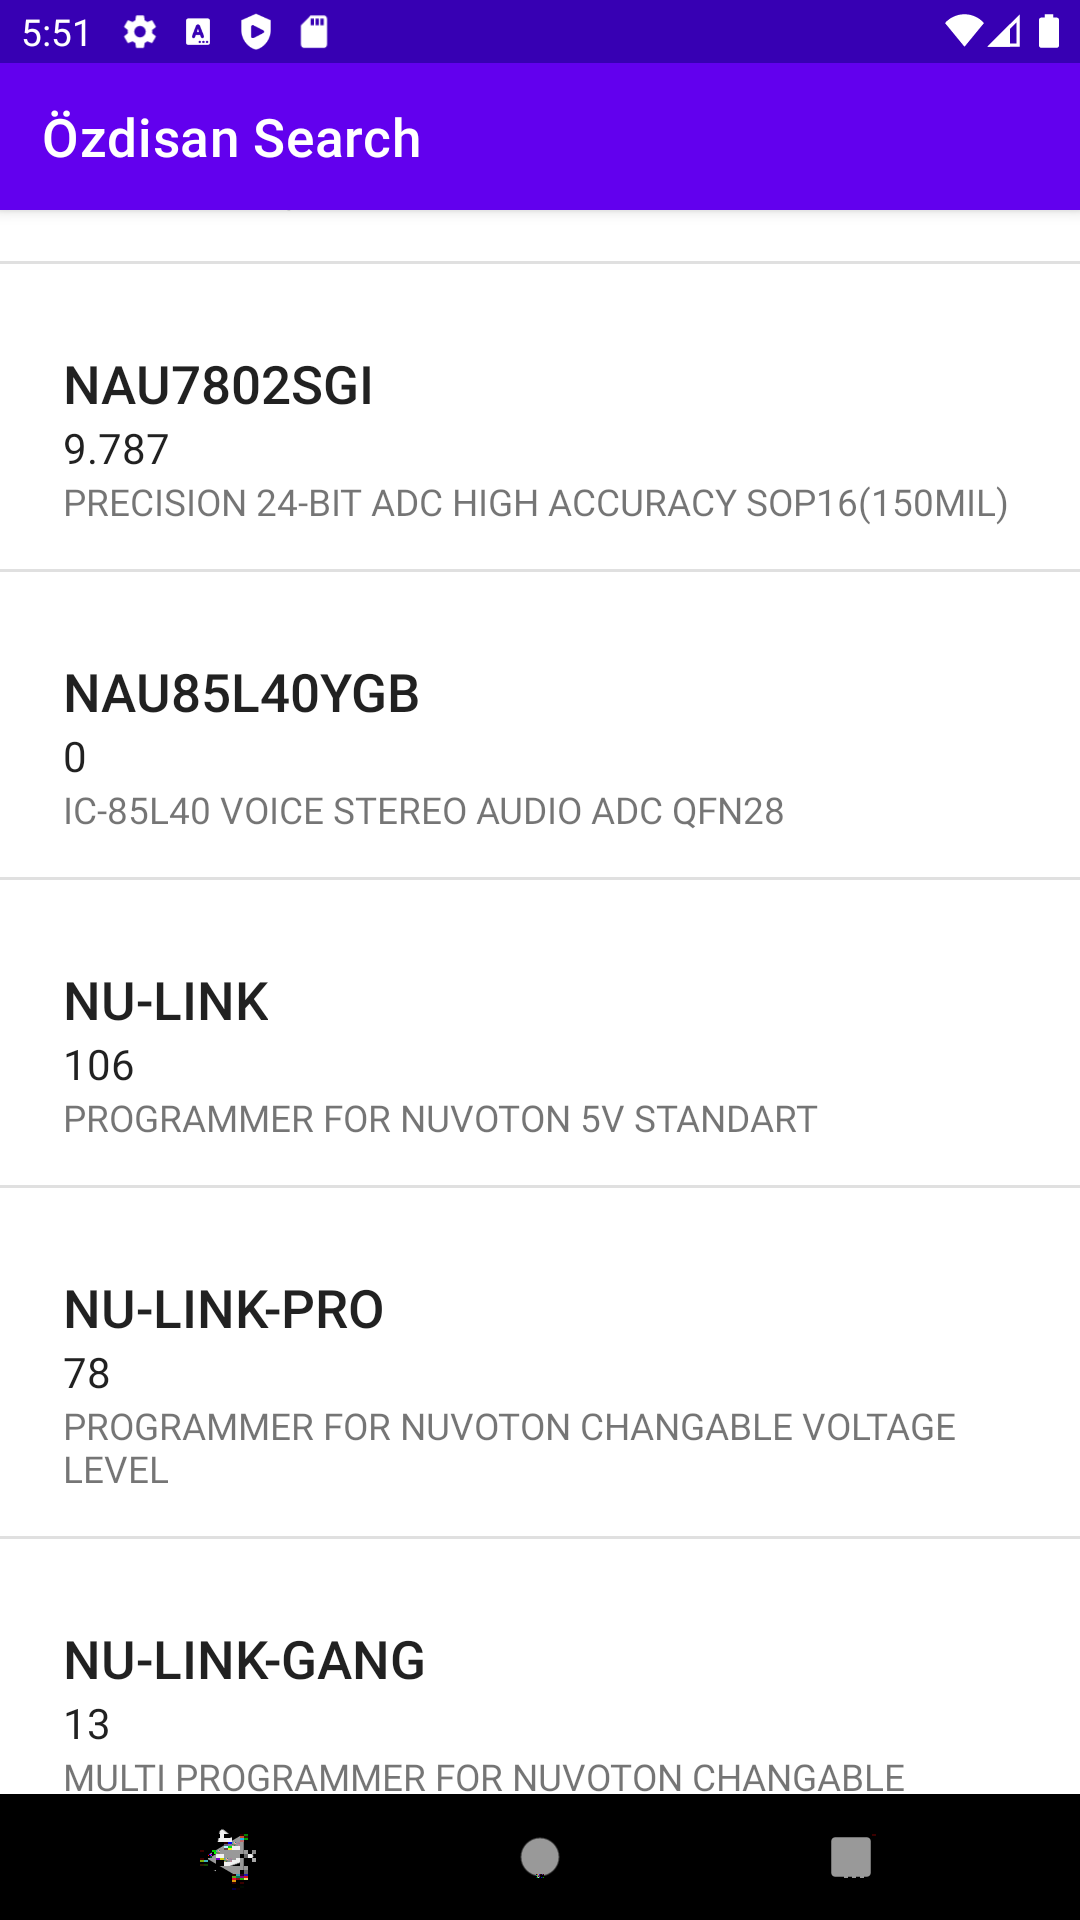 5:51
Özdisan Search
NAU7802SGI
9.787
PRECISION 24-BIT ADC HIGH ACCURACY SOP16(150MIL)
NAU85L40YGB
0
IC-85L40 VOICE STEREO AUDIO ADC QFN28
NU-LINK
106
PROGRAMMER FOR NUVOTON 5V STANDART
NU-LINK-PRO
78
PROGRAMMER FOR NUVOTON CHANGABLE VOLTAGE
LEVEL
NU-LINK-GANG
13
MULTI PROGRAMMER FOR NUVOTON CHANGABLE